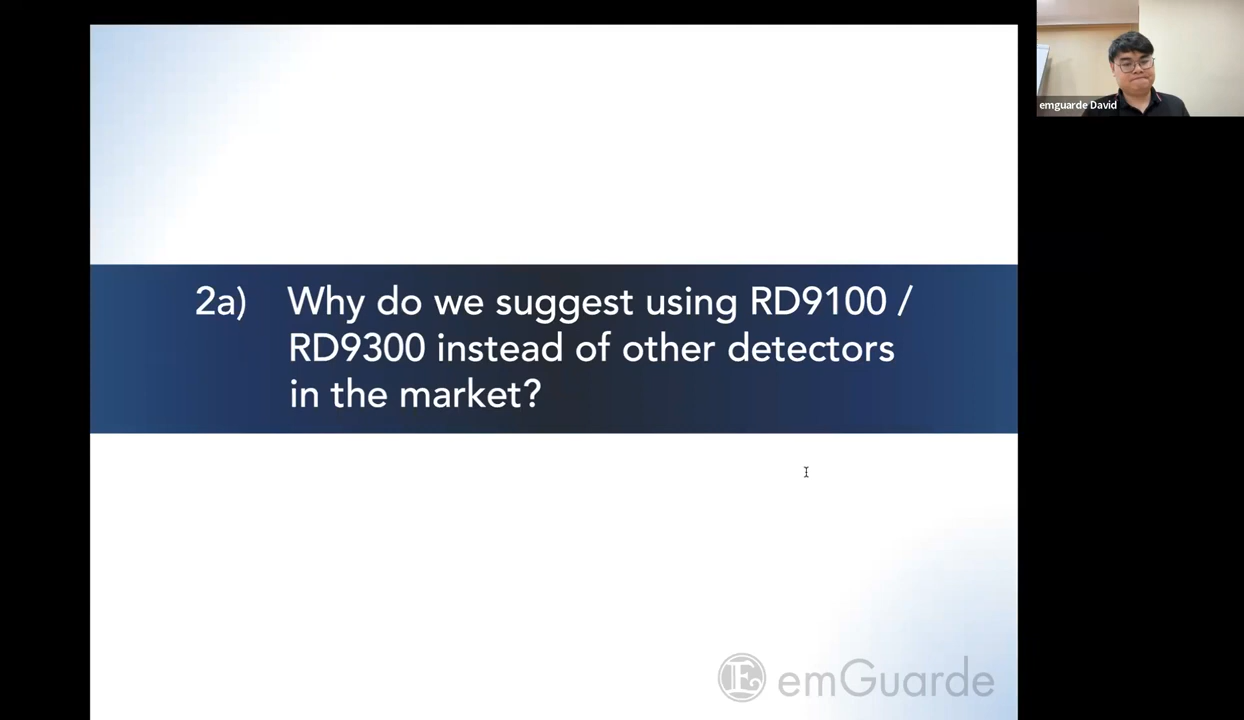 emguarde David
2a) Why do we suggest using RD9100 /
RD9300 instead of other detectors
in the market?
E emGuarde